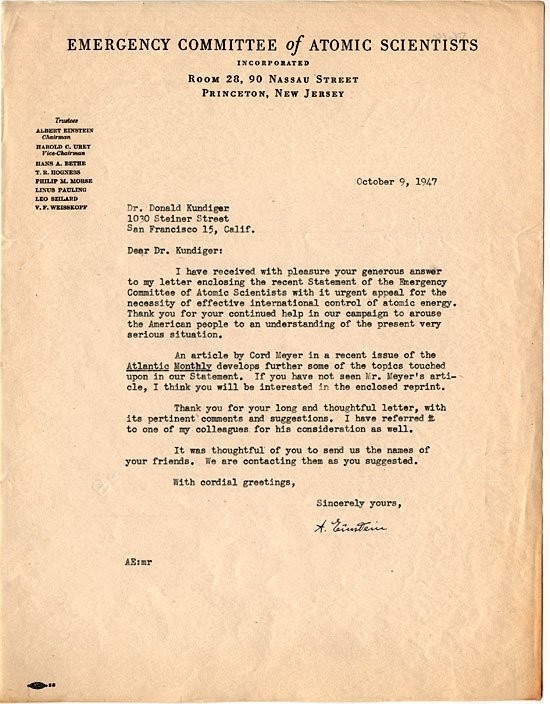 EMERGENCY COMMITTEE of ATOMIC SCIENTISTS
INCORPORATED
ROOM 28, 90 NASSAU STREET
PRINCETON, NEW JERSEY
Trustees
ALBERT EINSTEIN
Chairman
HAROLD C. UREY
Vice-Chairman
HANS A. BETHE
T. R. HOGNESS
PHILIP M. MORSE
LINUS PAULING
LEO SZILARD
V. F. WEISSKOPF
October 9, 1947
Dr. Donald Kundiger
1030 Steiner Street
San Francisco 15, Calif.
Dear Dr. Kundiger:
I have received with pleasure your generous answer
to my letter enclosing the recent Statement of the Emergency
Committee of Atomic Scientists with it urgent appeal for the
necessity of effective international control of atomic energy.
Thank you for your continued help in our campaign to arouse
the American people to an understanding of the present very
serious situation.
An article by Cord Meyer in a recent issue of the
Atlantic Monthly develops further some of the topics touched
upon in our Statement. If you have not seen Mr. Meyer's arti-
cle, I think you will be interested in the enclosed reprint.
Thank you for your long and thoughtful letter, with
its pertinent comments and suggestions. I have referred it
to one of my colleagues for his consideration as well.
It was thoughtful of you to send us the names of
your friends. We are contacting them as you suggested.
With cordial greetings,
Sincerely yours,
A. Einstein
AE:mr